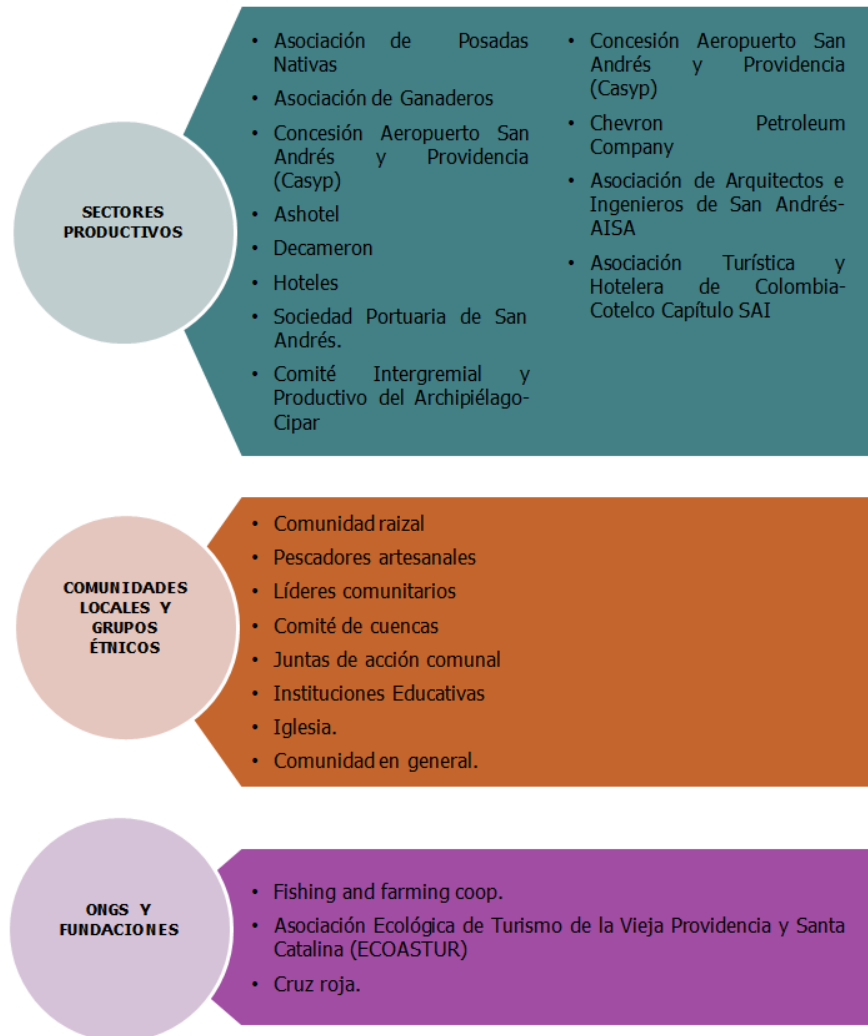 SECTORES
PRODUCTIVOS
• Asociación de Posadas
Nativas
• Asociación de Ganaderos
• Concesión Aeropuerto San
Andrés y Providencia
(Casyp)
• Ashotel
• Decameron
• Hoteles
• Sociedad Portuaria de San
Andrés.
• Comité Intergremial y
Productivo del Archipiélago-
Cipar
• Concesión Aeropuerto San
Andrés y Providencia
(Casyp)
• Chevron Petroleum
Company
• Asociación de Arquitectos e
Ingenieros de San Andrés-
AISA
• Asociación Turística y
Hotelera de Colombia-
Cotelco Capítulo SAI
COMUNIDADES
LOCALES Y
GRUPOS
ÉTNICOS
• Comunidad raizal
• Pescadores artesanales
• Líderes comunitarios
• Comité de cuencas
• Juntas de acción comunal
• Instituciones Educativas
• Iglesia.
• Comunidad en general.
ONGS Y
FUNDACIONES
• Fishing and farming coop.
• Asociación Ecológica de Turismo de la Vieja Providencia y Santa
Catalina (ECOASTUR)
• Cruz roja.